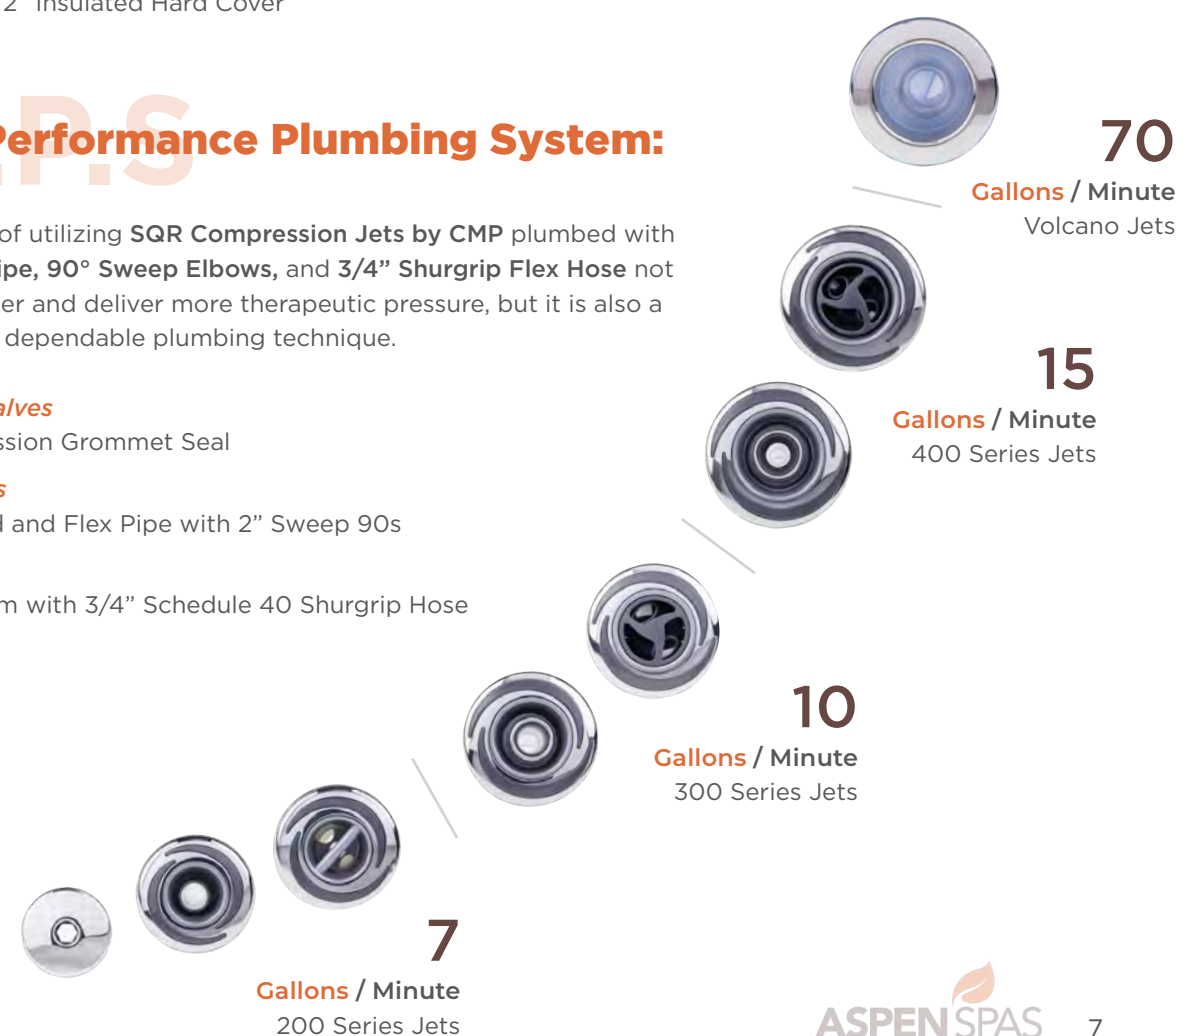 2” Insulated Hard Cover
.P.S
Performance Plumbing System:
of utilizing SQR Compression Jets by CMP plumbed with
ipe, 90° Sweep Elbows, and 3/4” Shurgrip Flex Hose not
er and deliver more therapeutic pressure, but it is also a
dependable plumbing technique.
alves
ssion Grommet Seal
s
d and Flex Pipe with 2” Sweep 90s
m with 3/4” Schedule 40 Shurgrip Hose
70
Gallons / Minute
Volcano Jets
15
Gallons / Minute
400 Series Jets
10
Gallons / Minute
300 Series Jets
7
Gallons / Minute
200 Series Jets
ASPEN SPAS
7